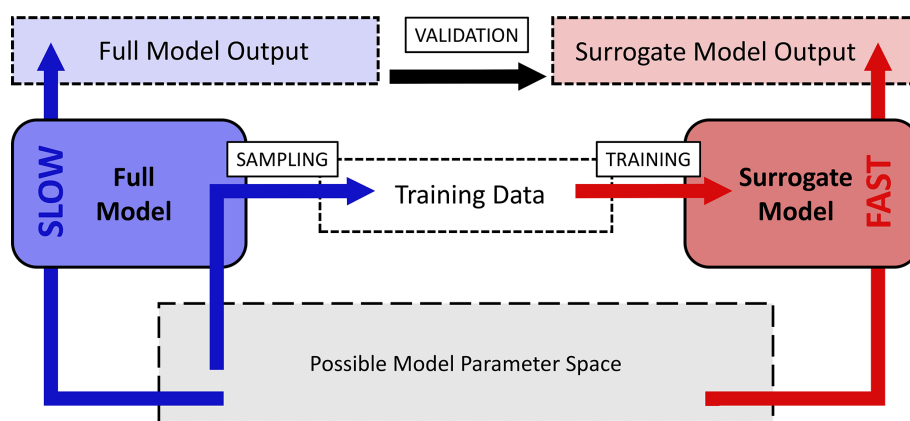 Full Model Output
VALIDATION
Surrogate Model Output
SLOW
Full
Model
SAMPLING
Training Data
TRAINING
Surrogate
Model
FAST
Possible Model Parameter Space